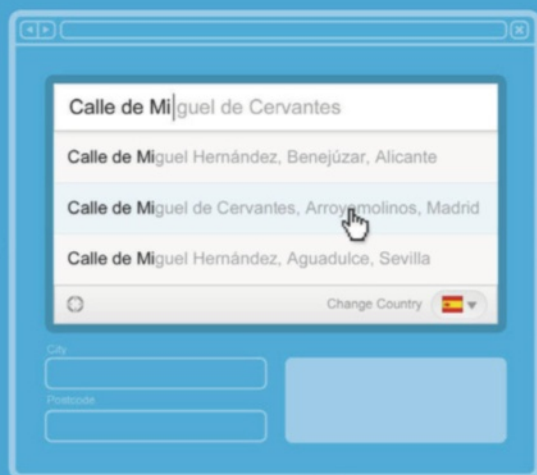 Calle de Miguel de Cervantes
Calle de Miguel Hernández, Benejúzar, Alicante
Calle de Miguel de Cervantes, Arroyomolinos, Madrid
Calle de Miguel Hernández, Aguadulce, Sevilla
Change Country
City
Postcode